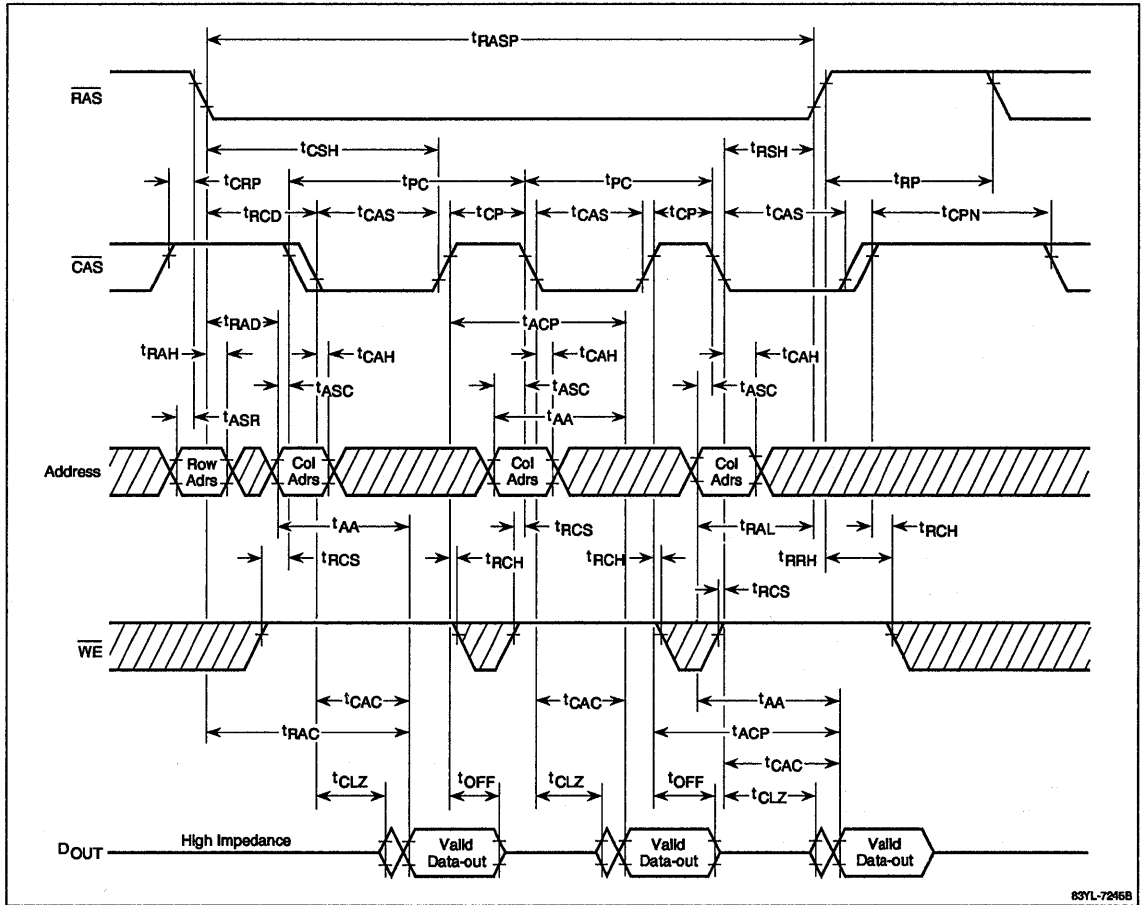 tRASP
RAS
tCSH tRSH
tCRP tPC tPC tRP
tRCD tCAS tCP tCAS tCP tCAS tCPN
CAS
tRAD tACP
tRAH tCAH tCAH tCAH
tASC tASC tASC
tASR tAA
Address Row Adrs Col Adrs Col Adrs Col Adrs
tAA tRCS tRAL tRCH
tRCS tRCH tRCH tRRH
tRCS
WE
tCAC tCAC tAA
tRAC tACP
tCAC
tCLZ tOFF tCLZ tOFF tCLZ
DOUT High Impedance Valid Data-out Valid Data-out Valid Data-out
83YL-7245B